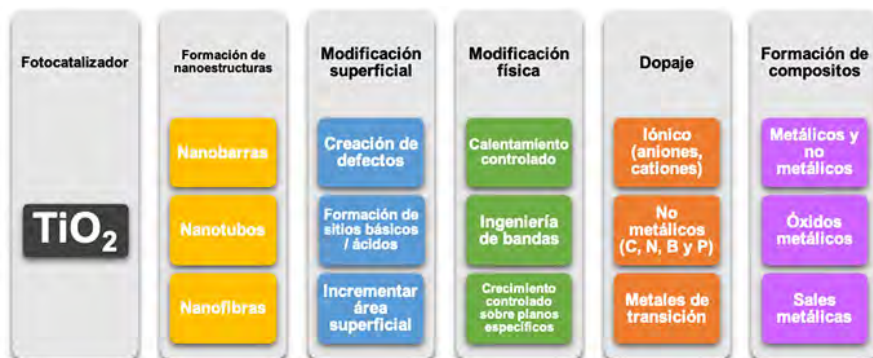 Fotocatalizador
TiO₂
Formación de
nanoestructuras
Nanobarras
Nanotubos
Nanofibras
Modificación
superficial
Creación de
defectos
Formación de
sitios básicos
/ ácidos
Incrementar
área
superficial
Modificación
física
Calentamiento
controlado
Ingeniería
de bandas
Crecimiento
controlado
sobre planos
específicos
Dopaje
Iónico
(aniones,
cationes)
No
metálicos
(C, N, B y P)
Metales de
transición
Formación de
compositos
Metálicos y
no
metálicos
Óxidos
metálicos
Sales
metálicas